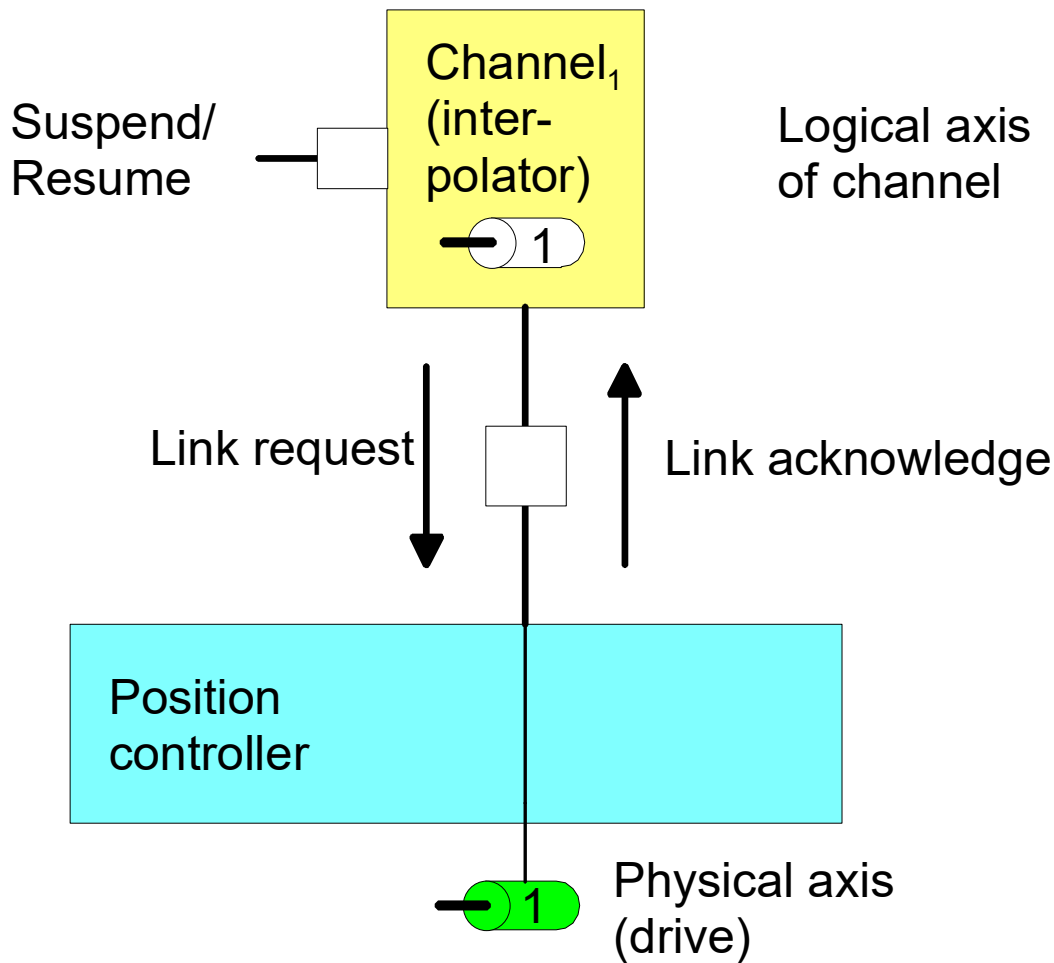 Channel₁
(inter-
polator)
1
Suspend/
Resume
Logical axis
of channel
Link request
Link acknowledge
Position
controller
1
Physical axis
(drive)